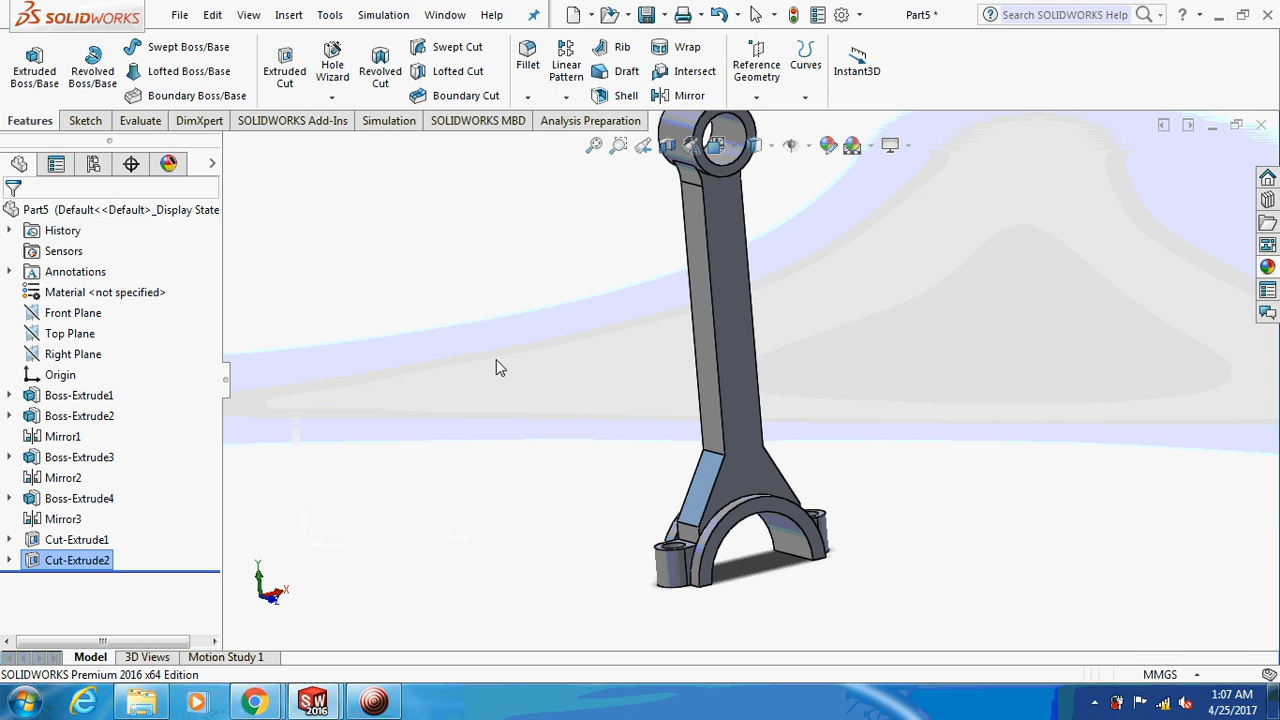 SOLIDWORKS File Edit View Insert Tools Simulation Window Help Part5 * Search SOLIDWORKS Help ?
Extruded Boss/Base
Revolved Boss/Base
Swept Boss/Base
Lofted Boss/Base
Boundary Boss/Base
Extruded Cut
Hole Wizard
Revolved Cut
Swept Cut
Lofted Cut
Boundary Cut
Fillet
Linear Pattern
Rib
Draft
Shell
Wrap
Intersect
Mirror
Reference Geometry
Curves
Instant3D
Features Sketch Evaluate DimXpert SOLIDWORKS Add-Ins Simulation SOLIDWORKS MBD Analysis Preparation
Part5 (Default<<Default>_Display State
History
Sensors
A Annotations
Material <not specified>
Front Plane
Top Plane
Right Plane
Origin
Boss-Extrude1
Boss-Extrude2
Mirror1
Boss-Extrude3
Mirror2
Boss-Extrude4
Mirror3
Cut-Extrude1
Cut-Extrude2
Y
X
Z
Model 3D Views Motion Study 1
SOLIDWORKS Premium 2016 x64 Edition MMGS
SW 2016
1:07 AM
4/25/2017